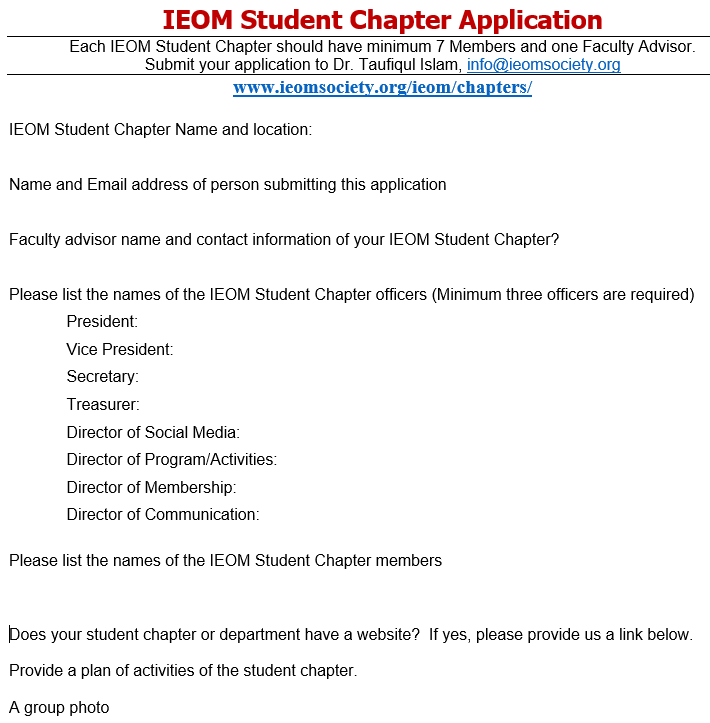 IEOM Student Chapter Application
Each IEOM Student Chapter should have minimum 7 Members and one Faculty Advisor.
Submit your application to Dr. Taufiqul Islam, info@ieomsociety.org
www.ieomsociety.org/ieom/chapters/
IEOM Student Chapter Name and location:
Name and Email address of person submitting this application
Faculty advisor name and contact information of your IEOM Student Chapter?
Please list the names of the IEOM Student Chapter officers (Minimum three officers are required)
President:
Vice President:
Secretary:
Treasurer:
Director of Social Media:
Director of Program/Activities:
Director of Membership:
Director of Communication:
Please list the names of the IEOM Student Chapter members
Does your student chapter or department have a website?  If yes, please provide us a link below.
Provide a plan of activities of the student chapter.
A group photo